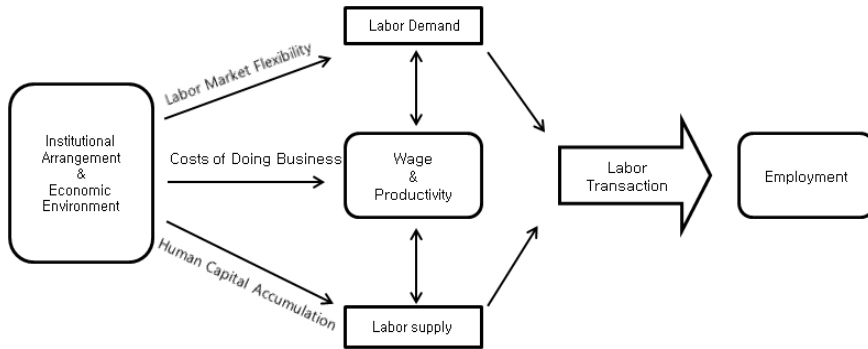 Labor Demand
Labor Market Flexibility
Institutional
Arrangement
&
Economic
Environment
Costs of Doing Business
Wage
&
Productivity
Labor
Transaction
Employment
Human Capital Accumulation
Labor supply